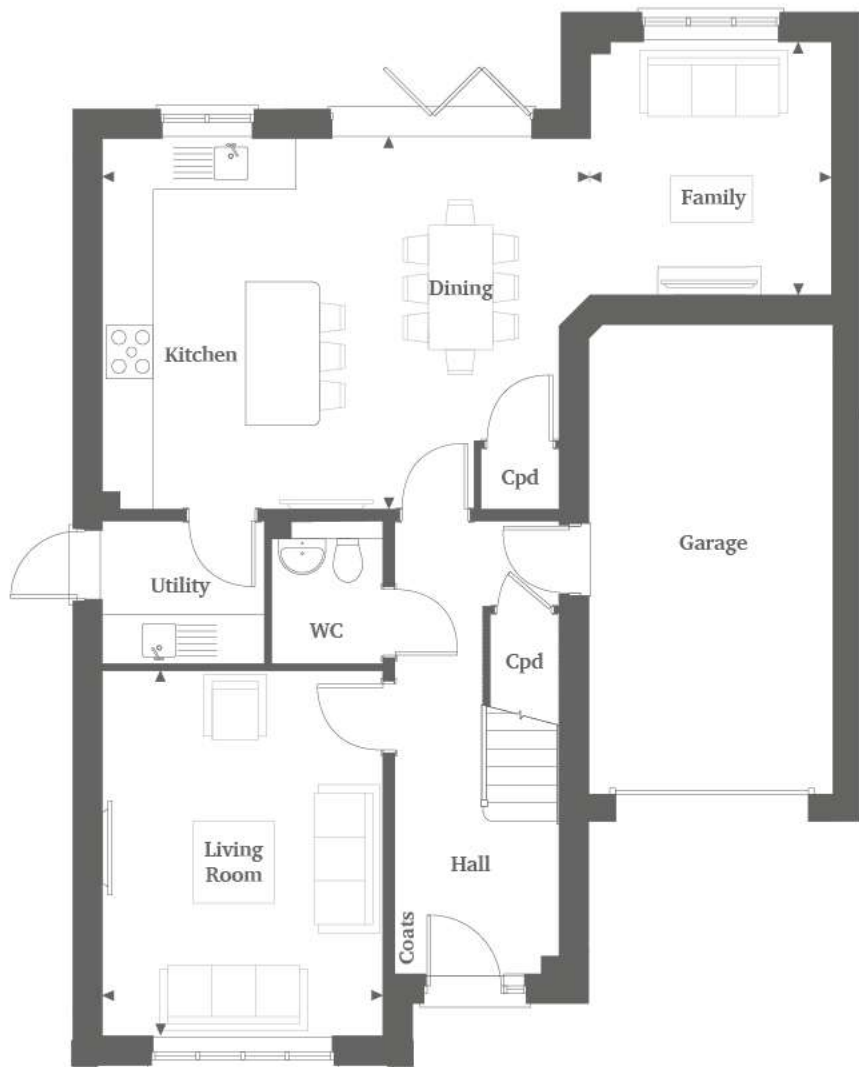 Family
Dining
Kitchen
Cpd
Garage
Utility
WC
Cpd
Living
Room
Hall
Coats